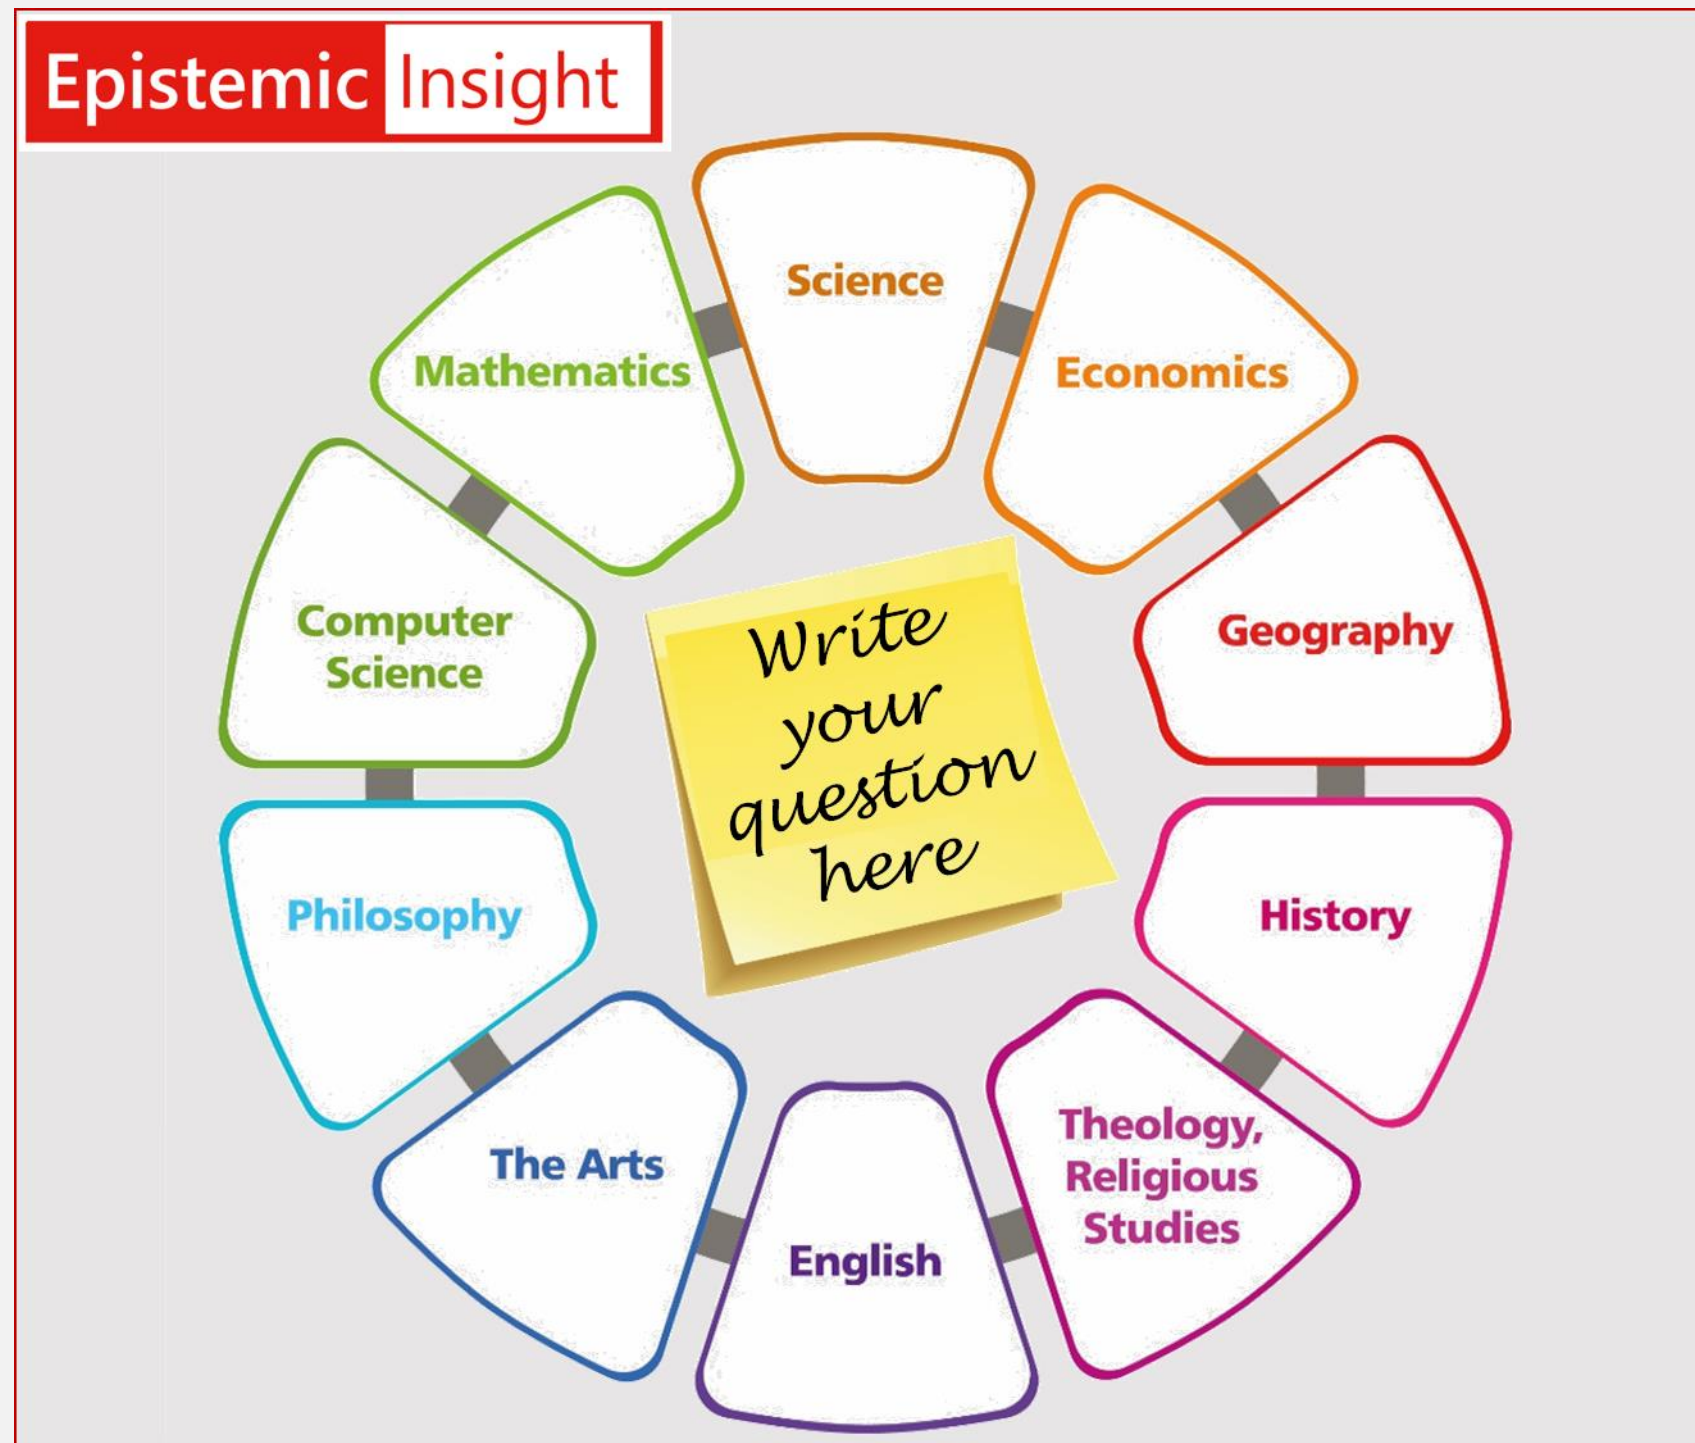 Epistemic Insight
Science
Mathematics
Economics
Computer
Science
Geography
Write
your
question
here
Philosophy
History
The Arts
Theology,
Religious
Studies
English